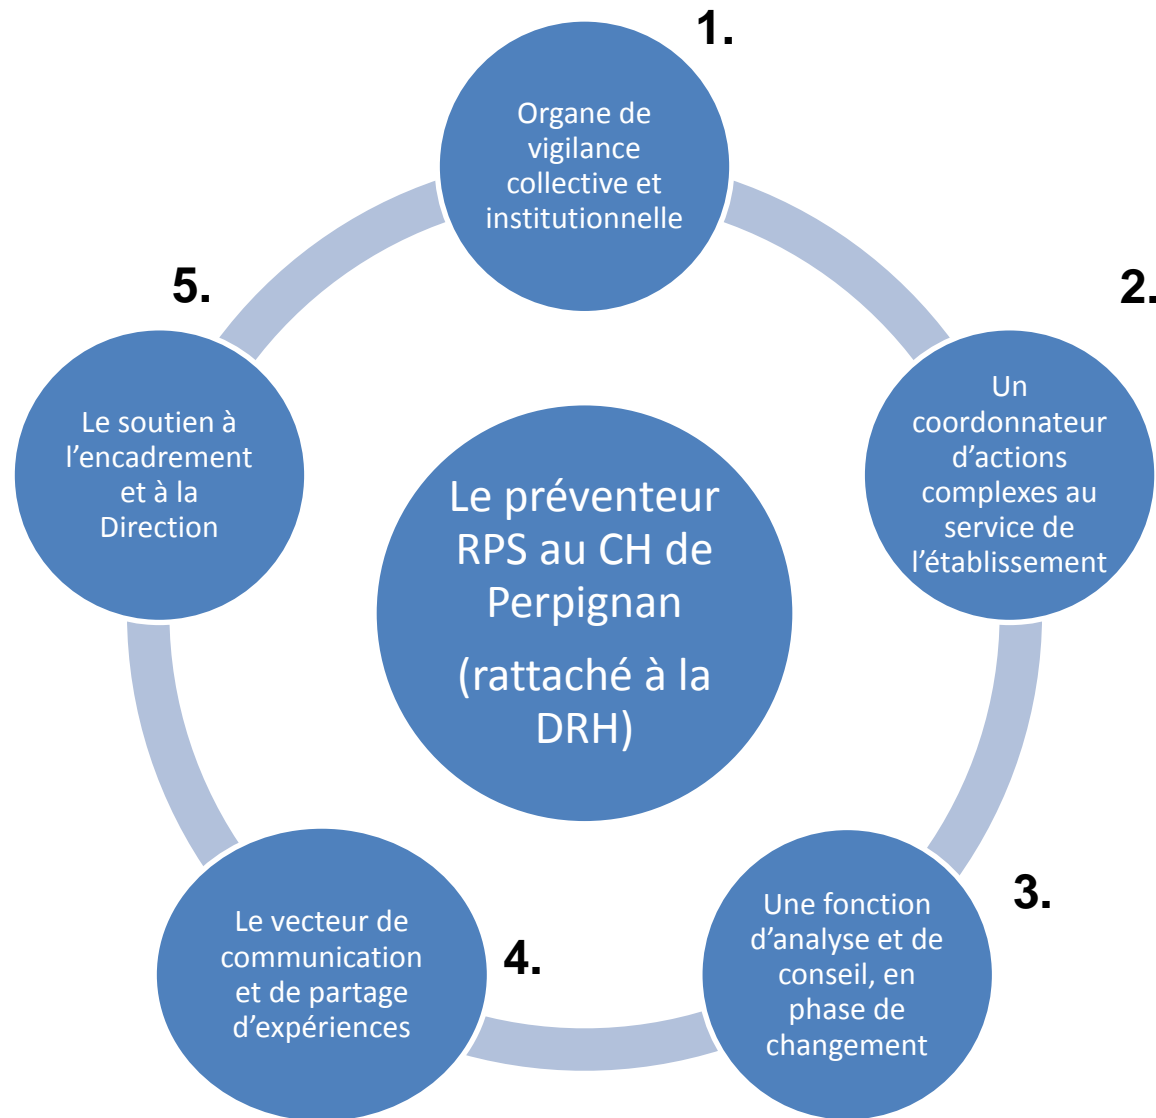 1.
Organe de
vigilance
collective et
institutionnelle
2.
Un
coordonnateur
d’actions
complexes au
service de
l’établissement
3.
Une fonction
d’analyse et de
conseil, en
phase de
changement
4.
Le vecteur de
communication
et de partage
d’expériences
5.
Le soutien à
l’encadrement
et à la
Direction
Le préventeur
RPS au CH de
Perpignan
(rattaché à la
DRH)